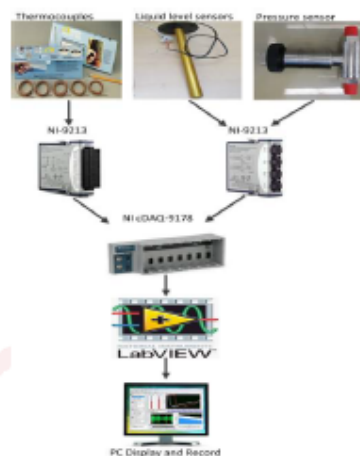 Thermocouples
Liquid level sensors
Pressure sensor
NI-9213
NI-9213
NI cDAQ-9178
LabVIEW
PC Display and Record